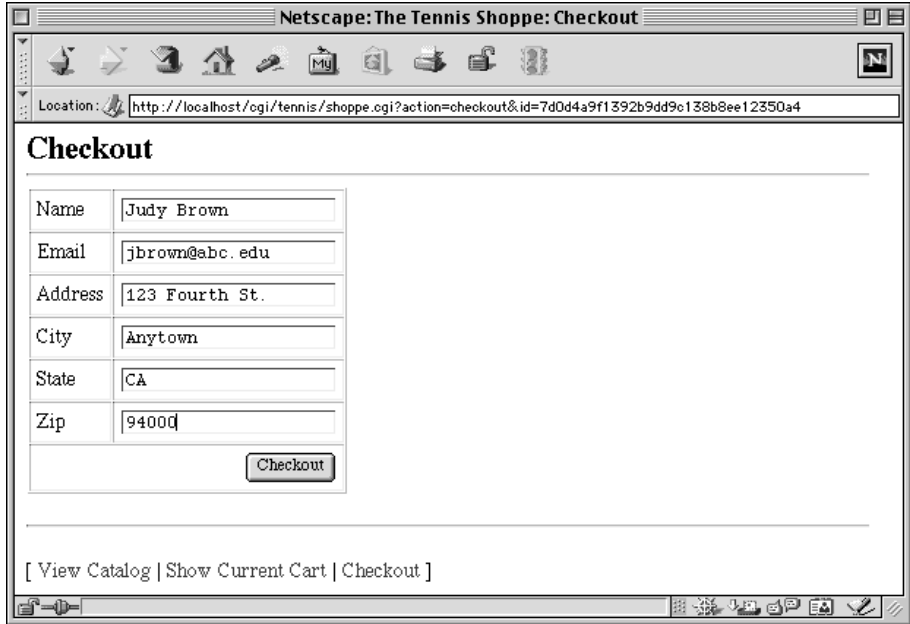 Netscape: The Tennis Shoppe: Checkout
My
N
Location: http://localhost/cgi/tennis/shoppe.cgi?action=checkout&id=7d0d4a9f1392b9dd9c138b8ee12350a4
Checkout
Name Judy Brown
Email jbrown@abc.edu
Address 123 Fourth St.
City Anytown
State CA
Zip 94000
Checkout
[ View Catalog | Show Current Cart | Checkout ]